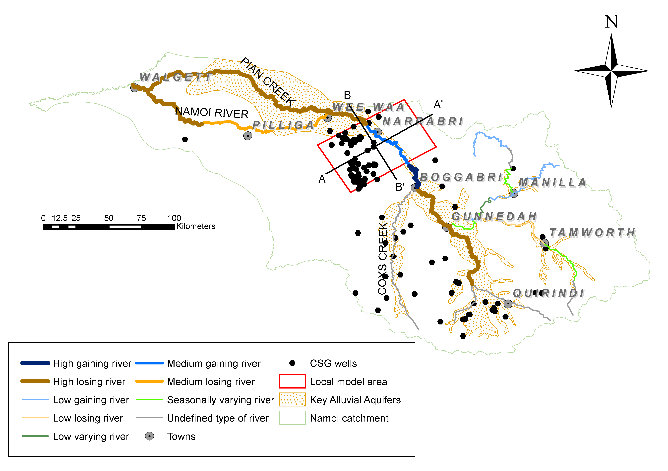 N
WALGETT
PIAN CREEK
B
A'
WEE WAA
NAMOI RIVER
NARRABRI
PILLIGA
A
B'
BOGGABRI
MANILLA
GUNNEDAH
TAMWORTH
COXS CREEK
QUIRINDI
0 12.5 25 50 75 100
Kilometers
High gaining river
Medium gaining river
CSG wells
High losing river
Medium losing river
Local model area
Low gaining river
Seasonally varying river
Key Alluvial Aquifers
Low losing river
Undefined type of river
Namoi catchment
Low varying river
Towns